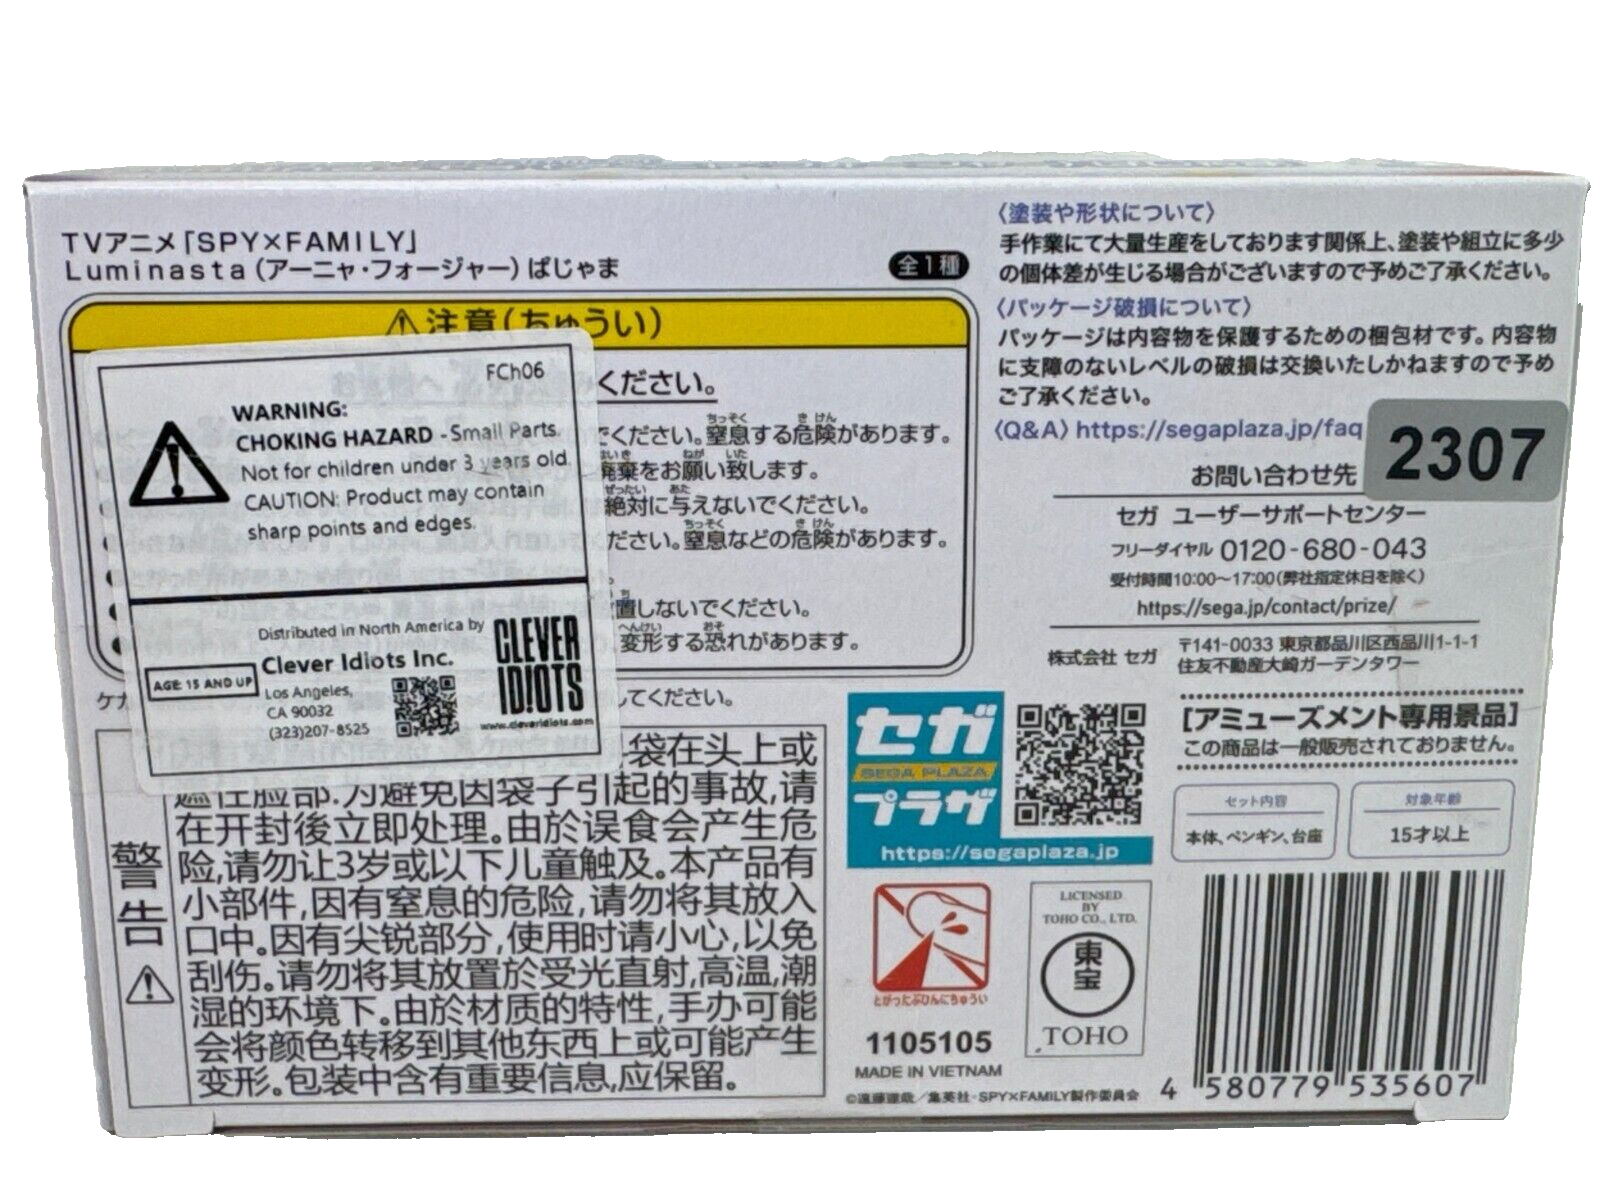 TVアニメ「SPY×FAMILY」
Luminasta(アーニャ・フォージャー)ぱじゃま
全1種
⚠注意(ちゅうい)
ください。
でください。窒息する危険があります。
廃棄をお願い致します。
絶対に与えないでください。
ださい。窒息などの危険があります。
置しないでください。
変形する恐れがあります。
ケガ
してください。
FCh06
WARNING:
CHOKING HAZARD - Small Parts.
Not for children under 3 years old.
CAUTION: Product may contain
sharp points and edges.
Distributed in North America by
Clever Idiots Inc.
AGE 15 AND UP
Los Angeles,
CA 90032
(323)207-8525
CLEVER
IDIOTS
www.cleveridiots.com
警告
袋在头上或
遮住脸部.为避免因袋子引起的事故,请
在开封後立即处理。由於误食会产生危
险,请勿让3岁或以下儿童触及。本产品有
小部件,因有窒息的危险,请勿将其放入
口中。因有尖锐部分,使用时请小心,以免
刮伤。请勿将其放置於受光直射,高温,潮
湿的环境下。由於材质的特性,手办可能
会将颜色转移到其他东西上或可能产生
变形。包装中含有重要信息,应保留。
〈塗装や形状について〉
手作業にて大量生産をしております関係上、塗装や組立に多少
の個体差が生じる場合がございますので予めご了承ください。
〈パッケージ破損について〉
パッケージは内容物を保護するための梱包材です。内容物
に支障のないレベルの破損は交換いたしかねますので予め
ご了承ください。
〈Q&A〉https://segaplaza.jp/faq
2307
お問い合わせ先
セガ ユーザーサポートセンター
フリーダイヤル 0120-680-043
受付時間10:00〜17:00(弊社指定休日を除く)
https://sega.jp/contact/prize/
株式会社 セガ
〒141-0033 東京都品川区西品川1-1-1
住友不動産大崎ガーデンタワー
セガ
SEGA PLAZA
プラザ
https://segaplaza.jp
[アミューズメント専用景品]
この商品は一般販売されておりません。
セット内容
本体、ペンギン、台座
対象年齢
15才以上
とがったぶひんにちゅうい
1105105
MADE IN VIETNAM
LICENSED
BY
TOHO CO., LTD.
東宝
TOHO
©遠藤達哉/集英社・SPY×FAMILY製作委員会
4 580779 535607